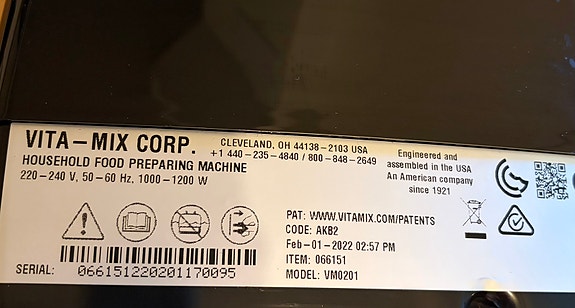 VITA-MIX CORP.
CLEVELAND, OH 44138-2103 USA
+1 440-235-4840 / 800-848-2649
HOUSEHOLD FOOD PREPARING MACHINE
220-240 V, 50-60 Hz, 1000-1200 W
Engineered and
assembled in the USA
An American company
since 1921
PAT: WWW.VITAMIX.COM/PATENTS
CODE: AKB2
Feb-01-2022 02:57 PM
ITEM: 066151
MODEL: VM0201
SERIAL: 066151220201170095